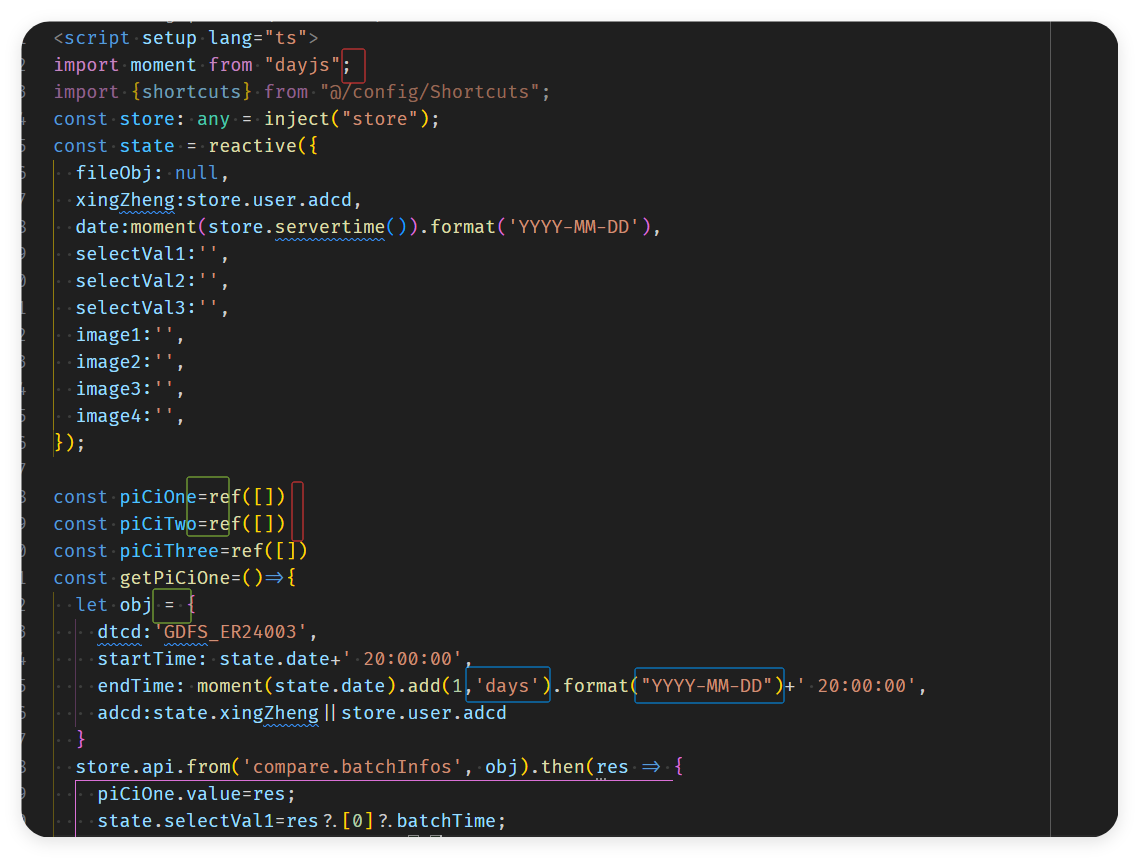 <script setup lang="ts">
import moment from "dayjs";
import {shortcuts} from "@/config/Shortcuts";
const store: any = inject("store");
const state = reactive({
  fileObj: null,
  xingZheng:store.user.adcd,
  date:moment(store.servertime()).format('YYYY-MM-DD'),
  selectVal1:'',
  selectVal2:'',
  selectVal3:'',
  image1:'',
  image2:'',
  image3:'',
  image4:'',
});
const piCiOne=ref([])
const piCiTwo=ref([])
const piCiThree=ref([])
const getPiCiOne=()=>{
  let obj = {
    dtcd:'GDFS_ER24003',
    startTime: state.date+' 20:00:00',
    endTime: moment(state.date).add(1,'days').format("YYYY-MM-DD")+' 20:00:00',
    adcd:state.xingZheng||store.user.adcd
  }
  store.api.from('compare.batchInfos', obj).then(res => {
    piCiOne.value=res;
    state.selectVal1=res?.[0]?.batchTime;